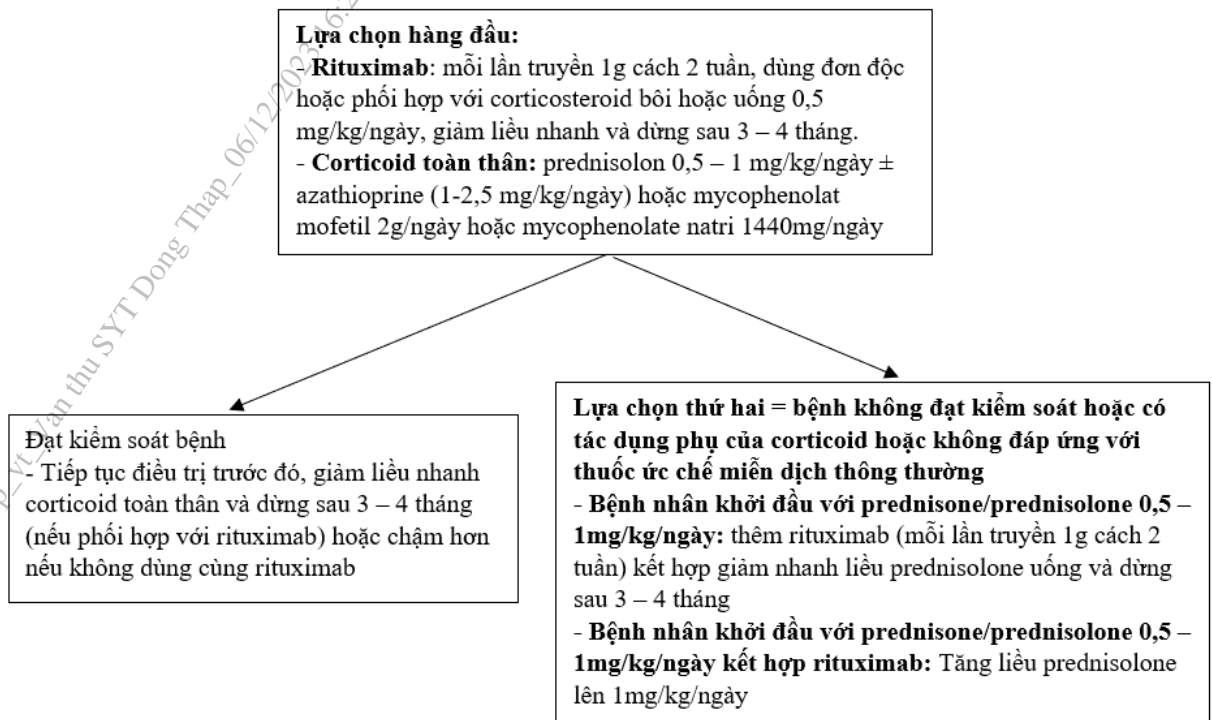 Lựa chọn hàng đầu:
- Rituximab: mỗi lần truyền 1g cách 2 tuần, dùng đơn độc
hoặc phối hợp với corticosteroid bôi hoặc uống 0,5
mg/kg/ngày, giảm liều nhanh và dừng sau 3 – 4 tháng.
- Corticoid toàn thân: prednisolon 0,5 – 1 mg/kg/ngày ±
azathioprine (1-2,5 mg/kg/ngày) hoặc mycophenolat
mofetil 2g/ngày hoặc mycophenolate natri 1440mg/ngày
Đạt kiểm soát bệnh
- Tiếp tục điều trị trước đó, giảm liều nhanh
corticoid toàn thân và dừng sau 3 – 4 tháng
(nếu phối hợp với rituximab) hoặc chậm hơn
nếu không dùng cùng rituximab
Lựa chọn thứ hai = bệnh không đạt kiểm soát hoặc có
tác dụng phụ của corticoid hoặc không đáp ứng với
thuốc ức chế miễn dịch thông thường
- Bệnh nhân khởi đầu với prednisone/prednisolone 0,5 –
1mg/kg/ngày: thêm rituximab (mỗi lần truyền 1g cách 2
tuần) kết hợp giảm nhanh liều prednisolone uống và dừng
sau 3 – 4 tháng
- Bệnh nhân khởi đầu với prednisone/prednisolone 0,5 –
1mg/kg/ngày kết hợp rituximab: Tăng liều prednisolone
lên 1mg/kg/ngày
vt_Van thu SYT Dong Thap_06/12/2023 16:2